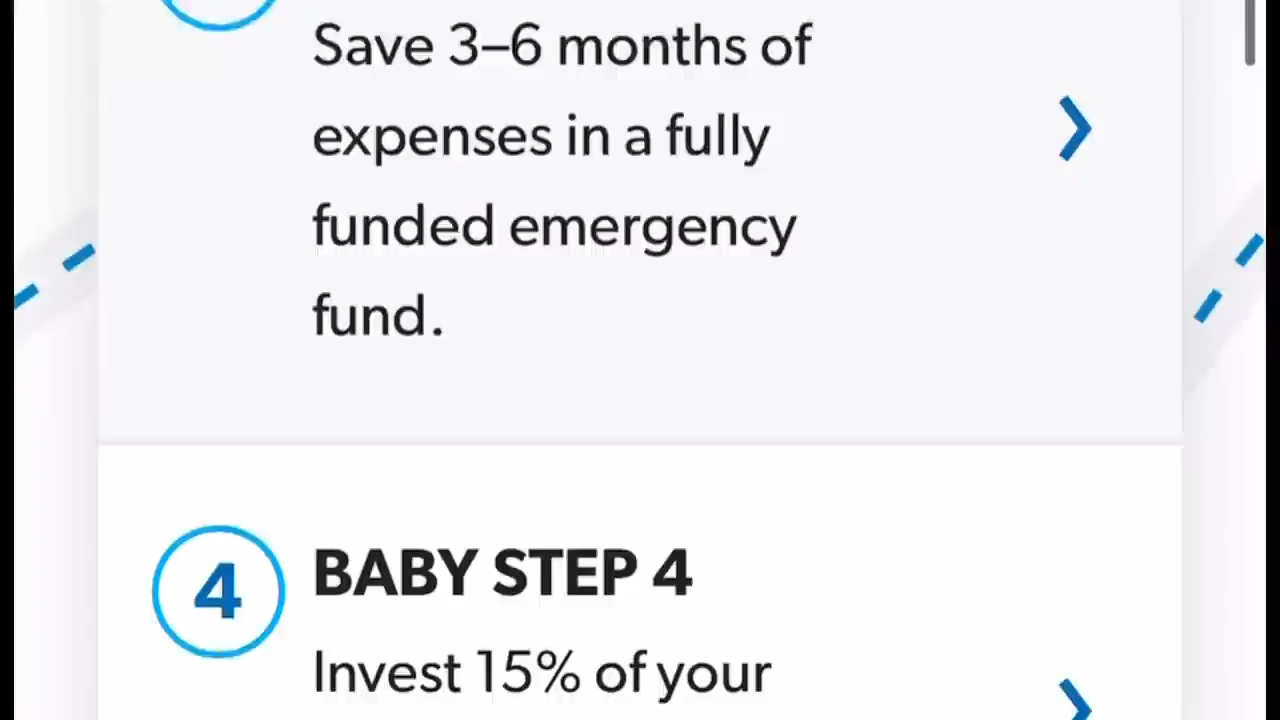 Save 3–6 months of
expenses in a fully
funded emergency
fund.
4
BABY STEP 4
Invest 15% of your